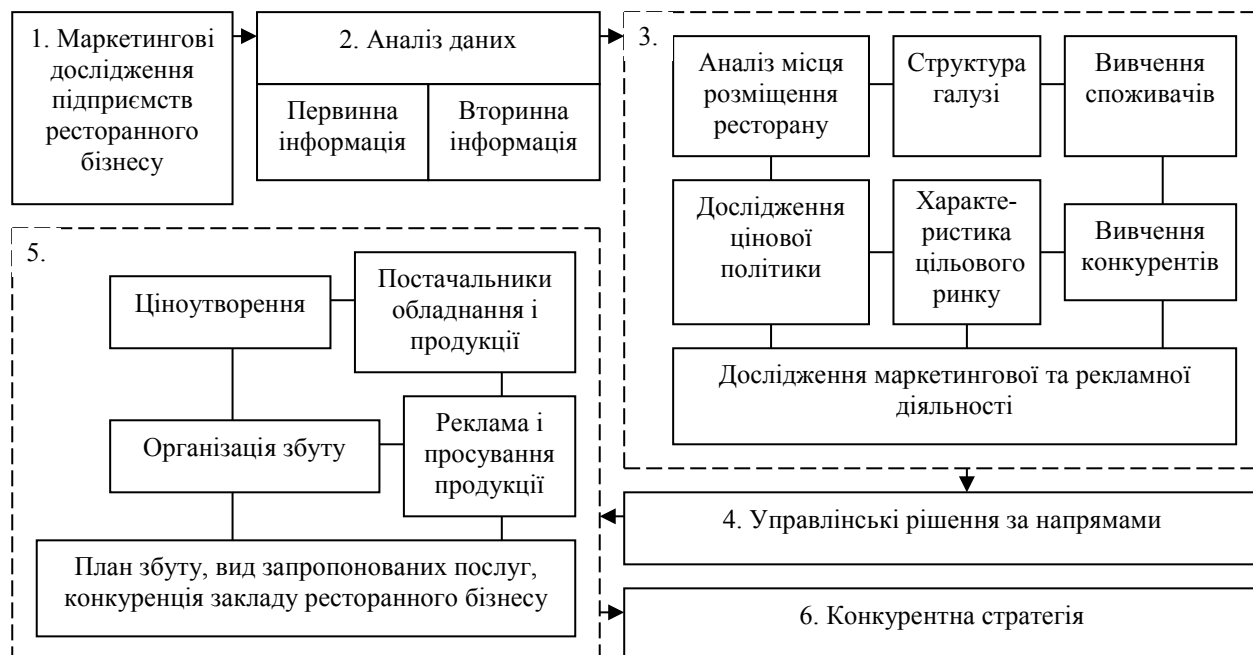 1. Маркетингові
дослідження
підприємств
ресторанного
бізнесу
2. Аналіз даних
Первинна
інформація
Вторинна
інформація
3.
Аналіз місця
розміщення
ресторану
Структура
галузі
Вивчення
споживачів
Дослідження
цінової
політики
Характе-
ристика
цільового
ринку
Вивчення
конкурентів
Дослідження маркетингової та рекламної
діяльності
4. Управлінські рішення за напрямами
5.
Ціноутворення
Постачальники
обладнання і
продукції
Організація збуту
Реклама і
просування
продукції
План збуту, вид запропонованих послуг,
конкуренція закладу ресторанного бізнесу
6. Конкурентна стратегія